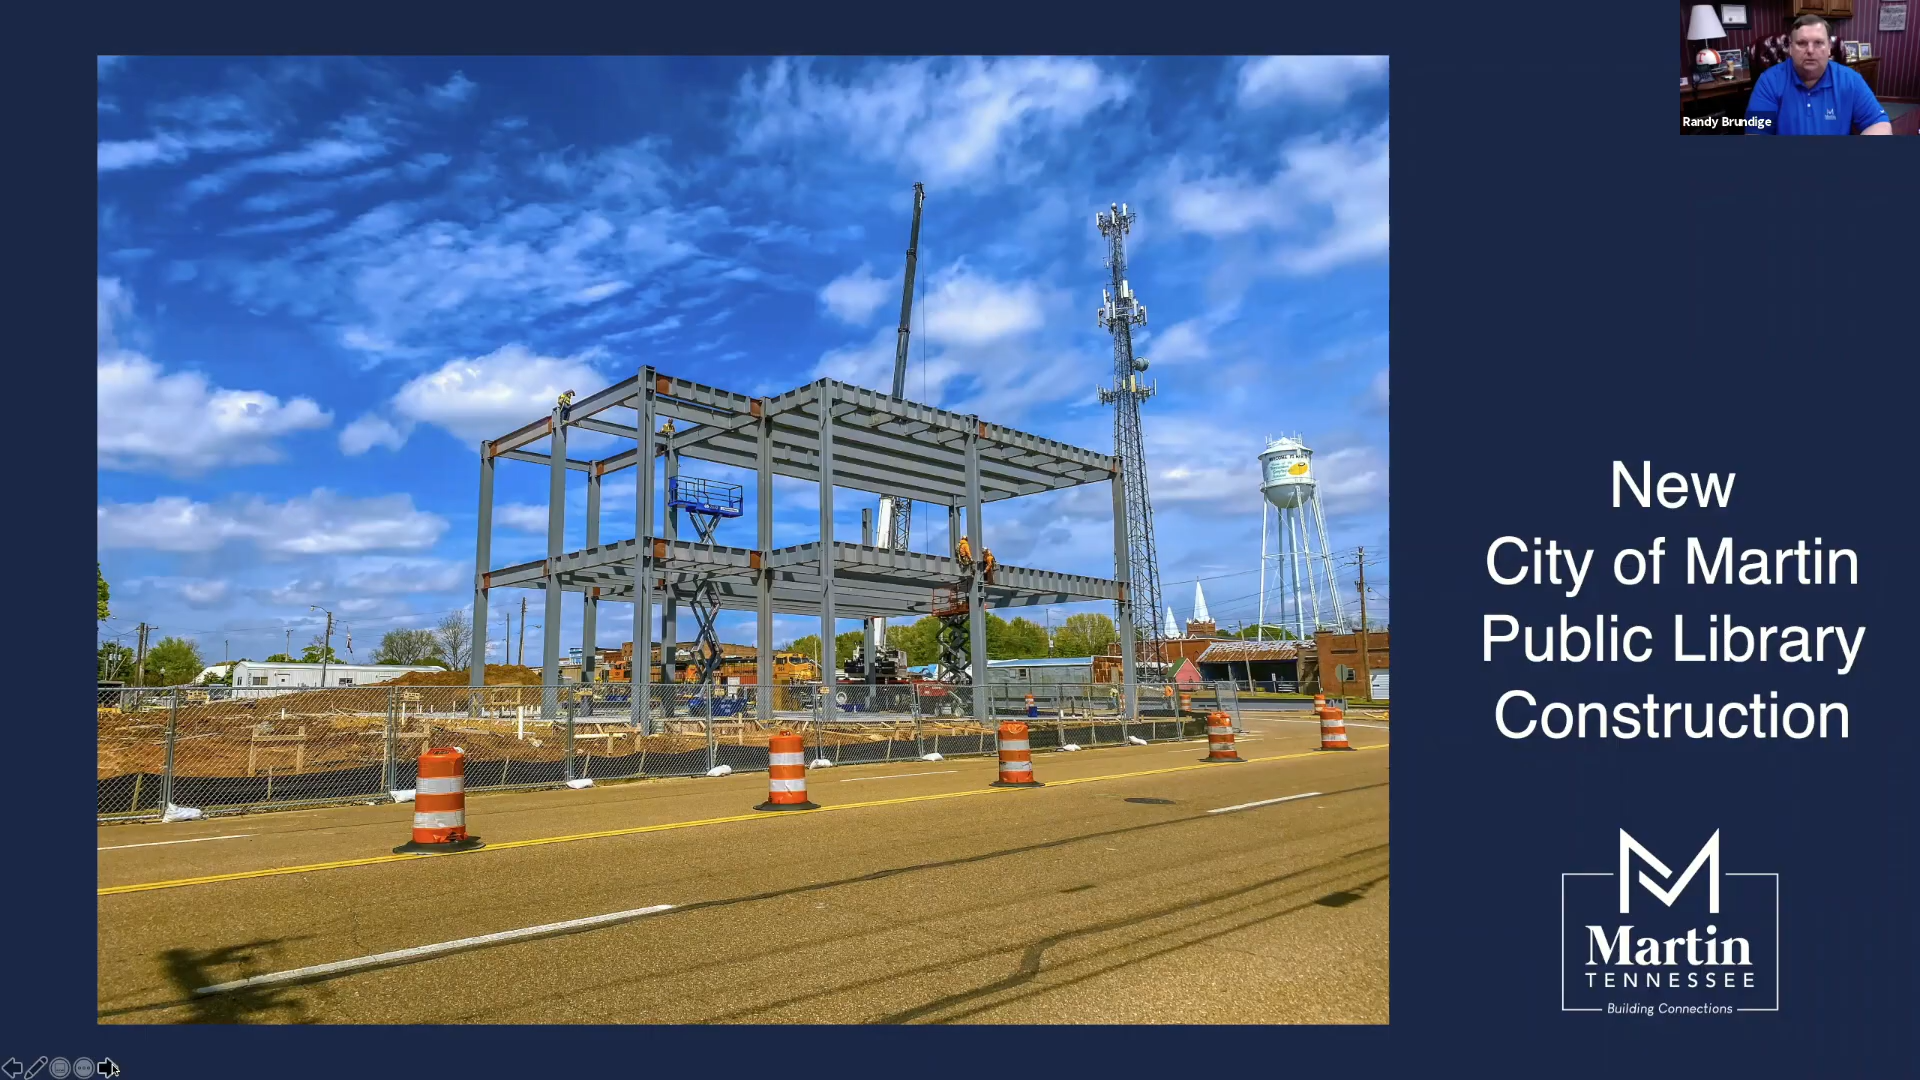 Randy Brundige
New
City of Martin
Public Library
Construction
M
Martin
TENNESSEE
Building Connections